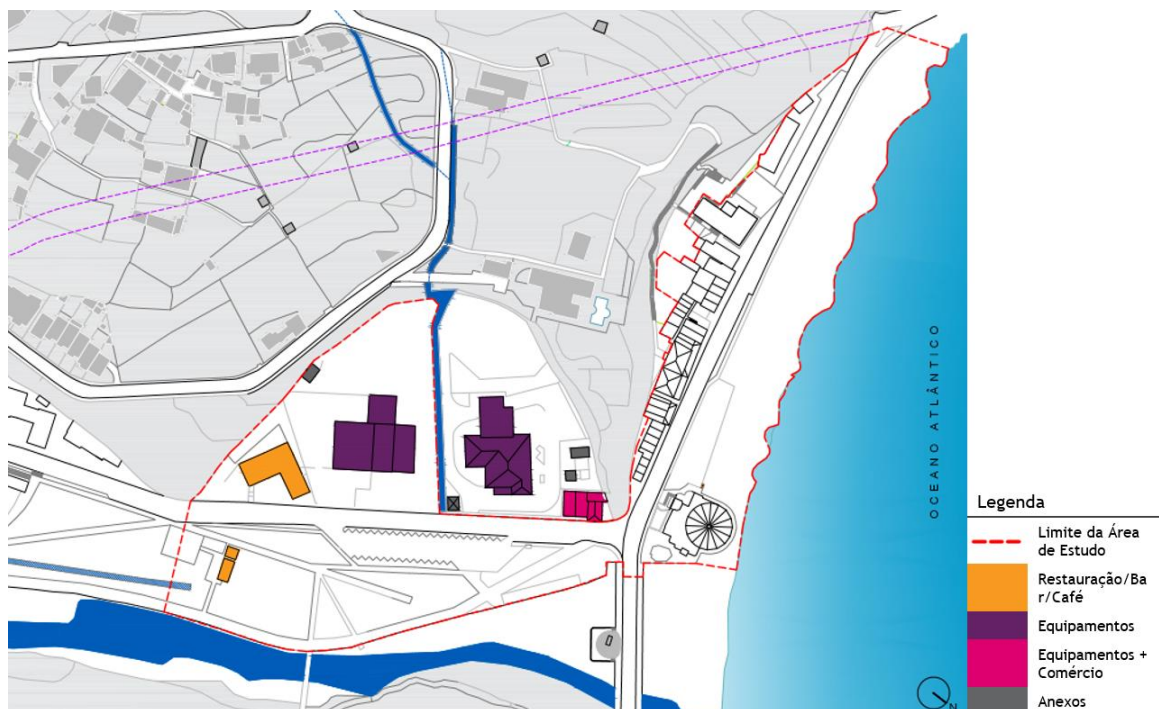 OCEANO ATLÂNTICO
N
Legenda
Limite da Área
de Estudo
Restauração/Ba
r/Café
Equipamentos
Equipamentos +
Comércio
Anexos